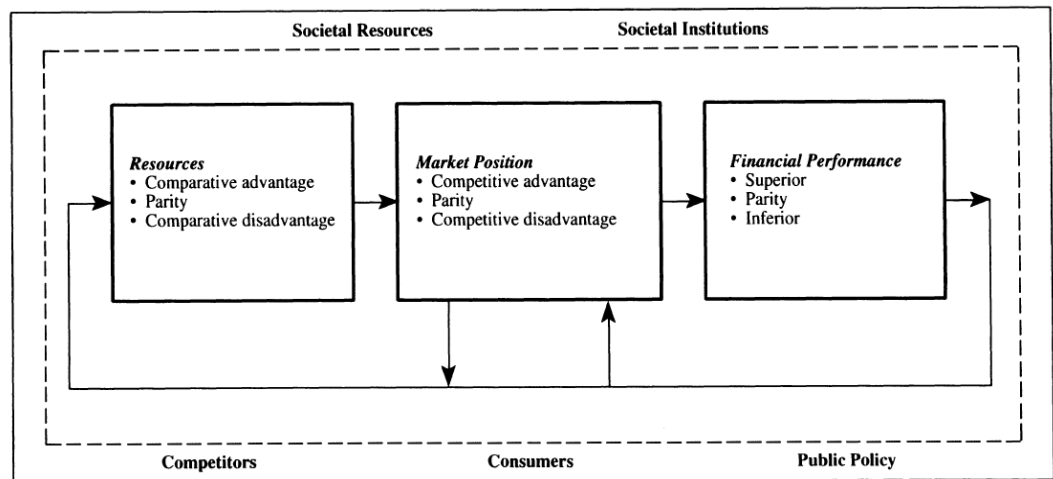 Societal Resources
Societal Institutions
Resources
• Comparative advantage
• Parity
• Comparative disadvantage
Market Position
• Competitive advantage
• Parity
• Competitive disadvantage
Financial Performance
• Superior
• Parity
• Inferior
Competitors
Consumers
Public Policy